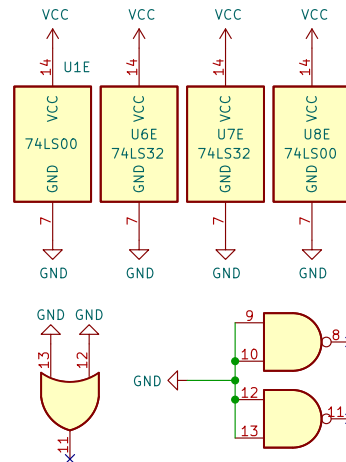 VCC VCC VCC VCC
14 U1E 14 14 14
VCC VCC VCC VCC
74LS00 U6E 74LS32 U7E 74LS32 U8E 74LS00
GND GND GND GND
7 7 7 7
GND GND GND GND
GND GND
13 12
11
9
8
10
GND
12
11
13